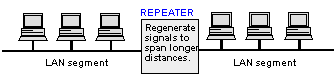 REPEATER
Regenerate
signals to
span longer
distances.
LAN segment
LAN segment